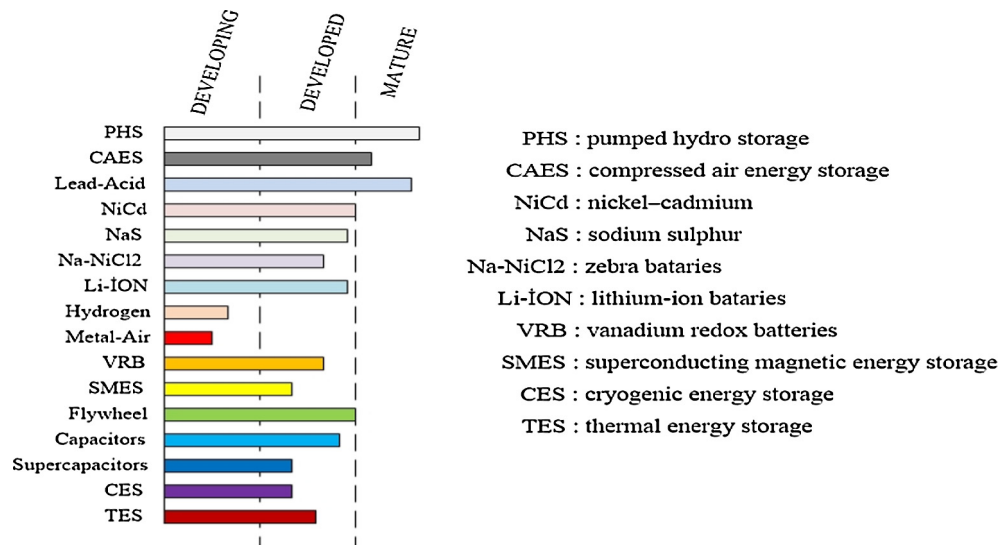 DEVELOPING
DEVELOPED
MATURE
PHS
CAES
Lead-Acid
NiCd
NaS
Na-NiCl2
Li-İON
Hydrogen
Metal-Air
VRB
SMES
Flywheel
Capacitors
Supercapacitors
CES
TES
PHS : pumped hydro storage
CAES : compressed air energy storage
NiCd : nickel–cadmium
NaS : sodium sulphur
Na-NiCl2 : zebra bataries
Li-İON : lithium-ion bataries
VRB : vanadium redox batteries
SMES : superconducting magnetic energy storage
CES : cryogenic energy storage
TES : thermal energy storage